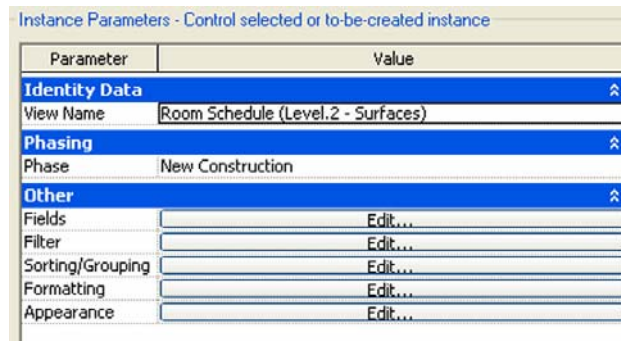 Instance Parameters - Control selected or to-be-created instance
Parameter Value
Identity Data
View Name Room Schedule (Level.2 - Surfaces)
Phasing
Phase New Construction
Other
Fields Edit...
Filter Edit...
Sorting/Grouping Edit...
Formatting Edit...
Appearance Edit...